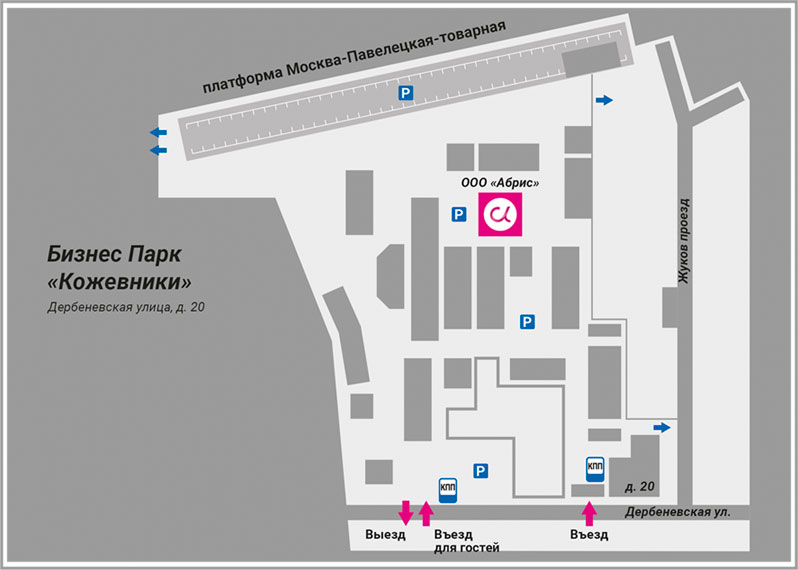 платформа Москва-Павелецкая-товарная
P
ООО «Абрис»
P
Жуков проезд
Бизнес Парк
«Кожевники»
Дербеневская улица, д. 20
P
P
КПП
КПП
д. 20
Дербеневская ул.
Выезд
Въезд
для гостей
Въезд